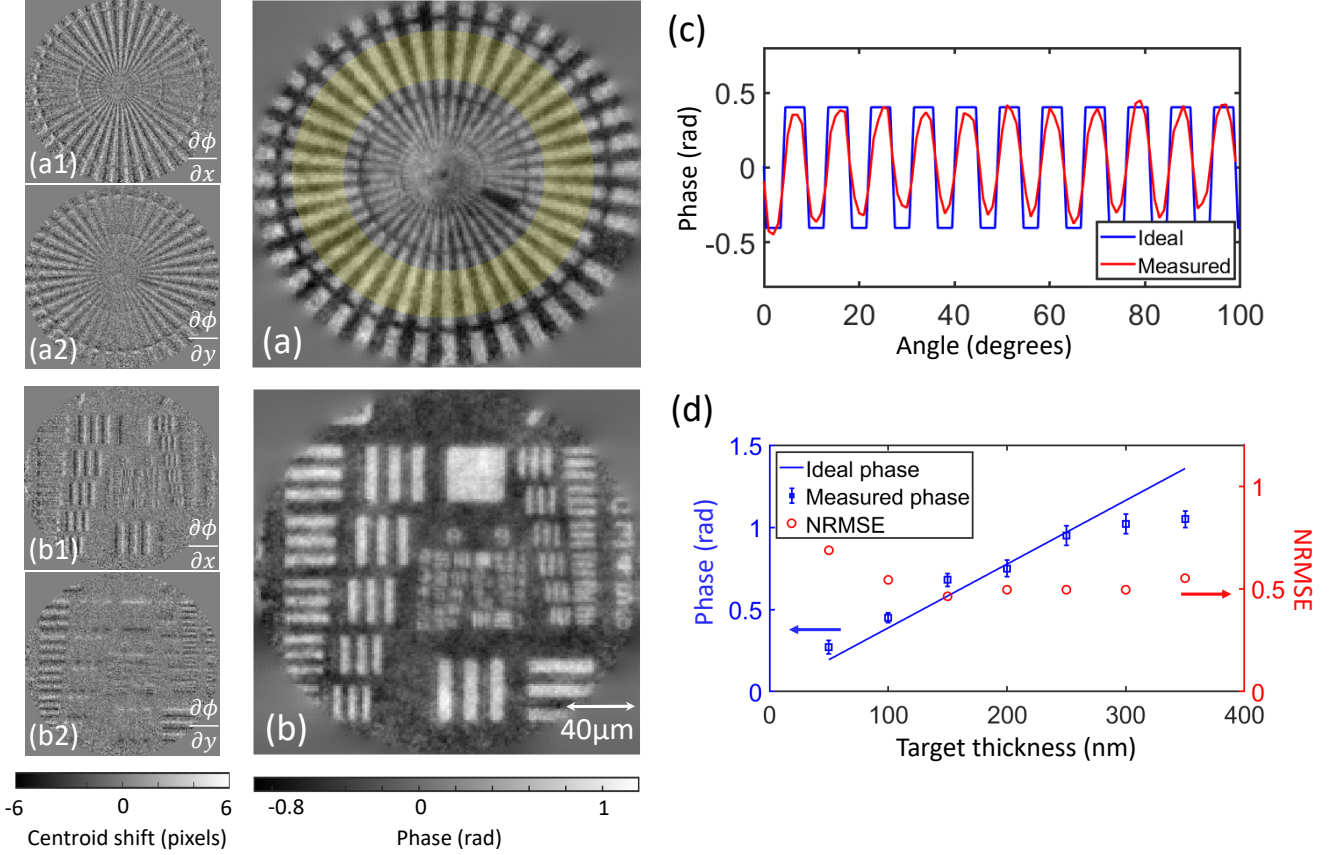 (a1)
∂ϕ
∂x
(a2)
∂ϕ
∂y
(a)
(b1)
∂ϕ
∂x
(b2)
∂ϕ
∂y
(b)
40μm
-6
0
6
Centroid shift (pixels)
-0.8
0
1
Phase (rad)
(c)
Phase (rad)
0.5
0
-0.5
Ideal
Measured
0
20
40
60
80
100
Angle (degrees)
(d)
Phase (rad)
1.5
1
0.5
0
Ideal phase
Measured phase
NRMSE
1
0.5
0
NRMSE
0
100
200
300
400
Target thickness (nm)